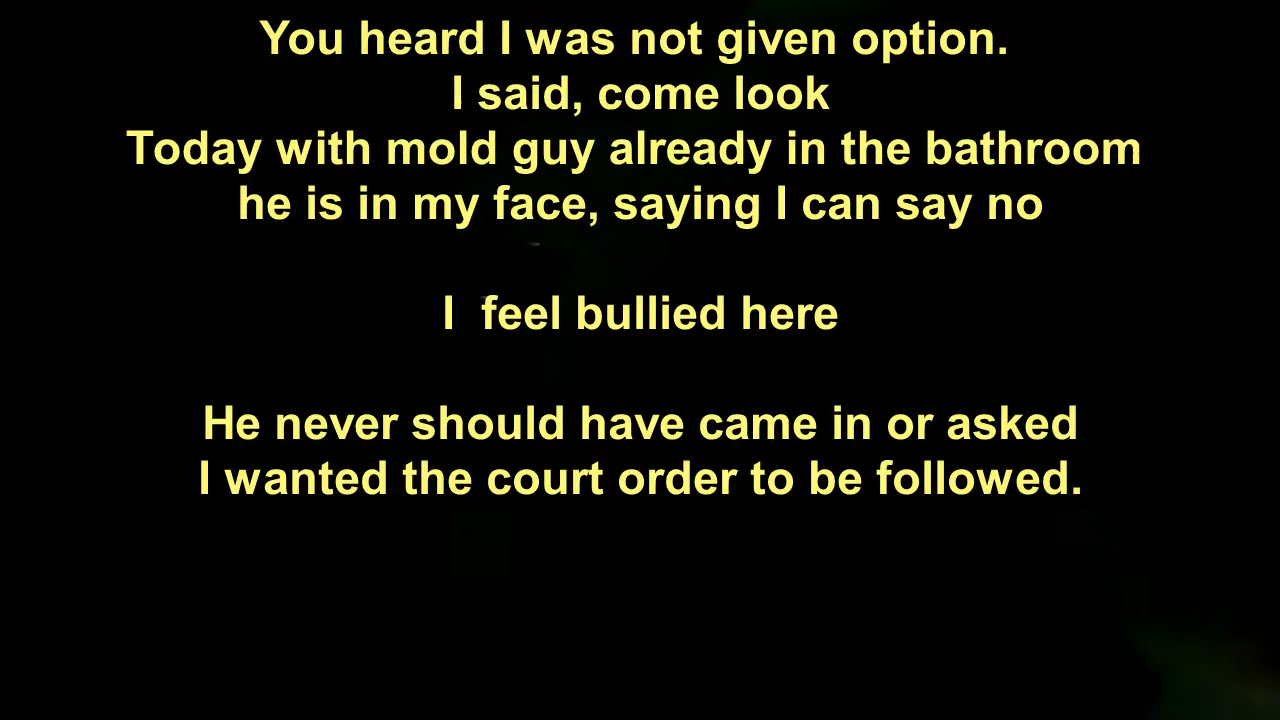 You heard I was not given option.
I said, come look
Today with mold guy already in the bathroom
he is in my face, saying I can say no
I  feel bullied here
He never should have came in or asked
I wanted the court order to be followed.